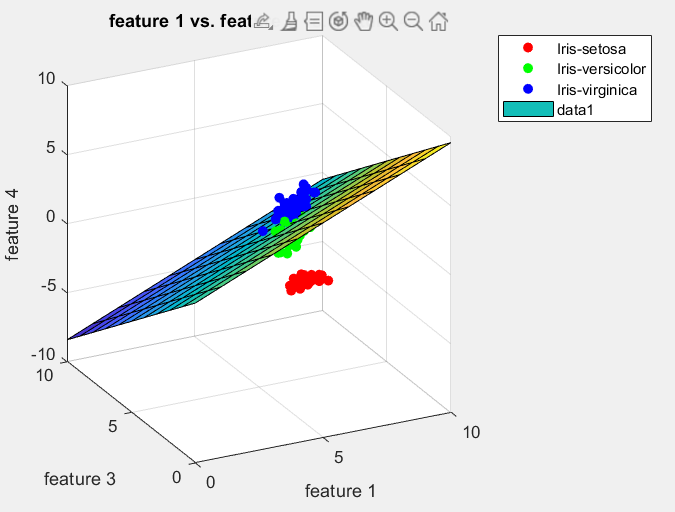 feature 1 vs. feat
Iris-setosa
Iris-versicolor
Iris-virginica
data1
10
5
0
-5
-10
feature 4
10
5
0
feature 3
0
5
10
feature 1